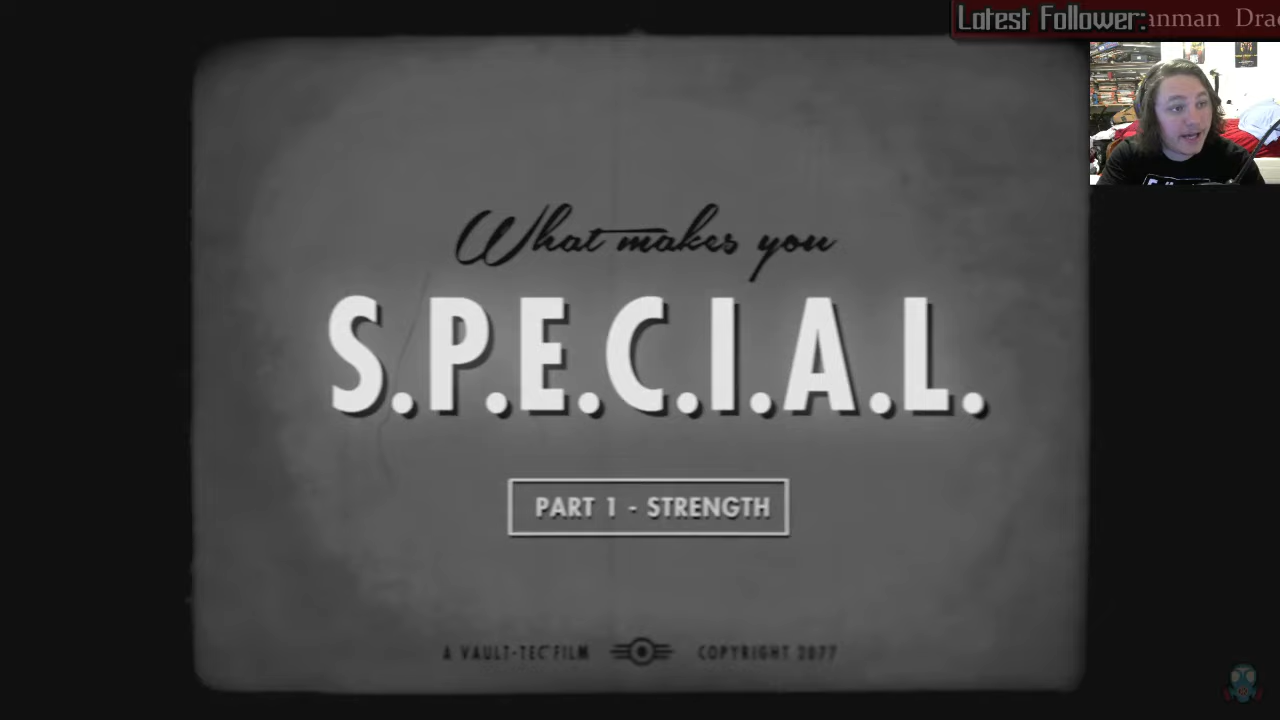 Latest Follower:
What makes you
S.P.E.C.I.A.L.
PART 1 - STRENGTH
A VAULT-TEC FILM COPYRIGHT 2077